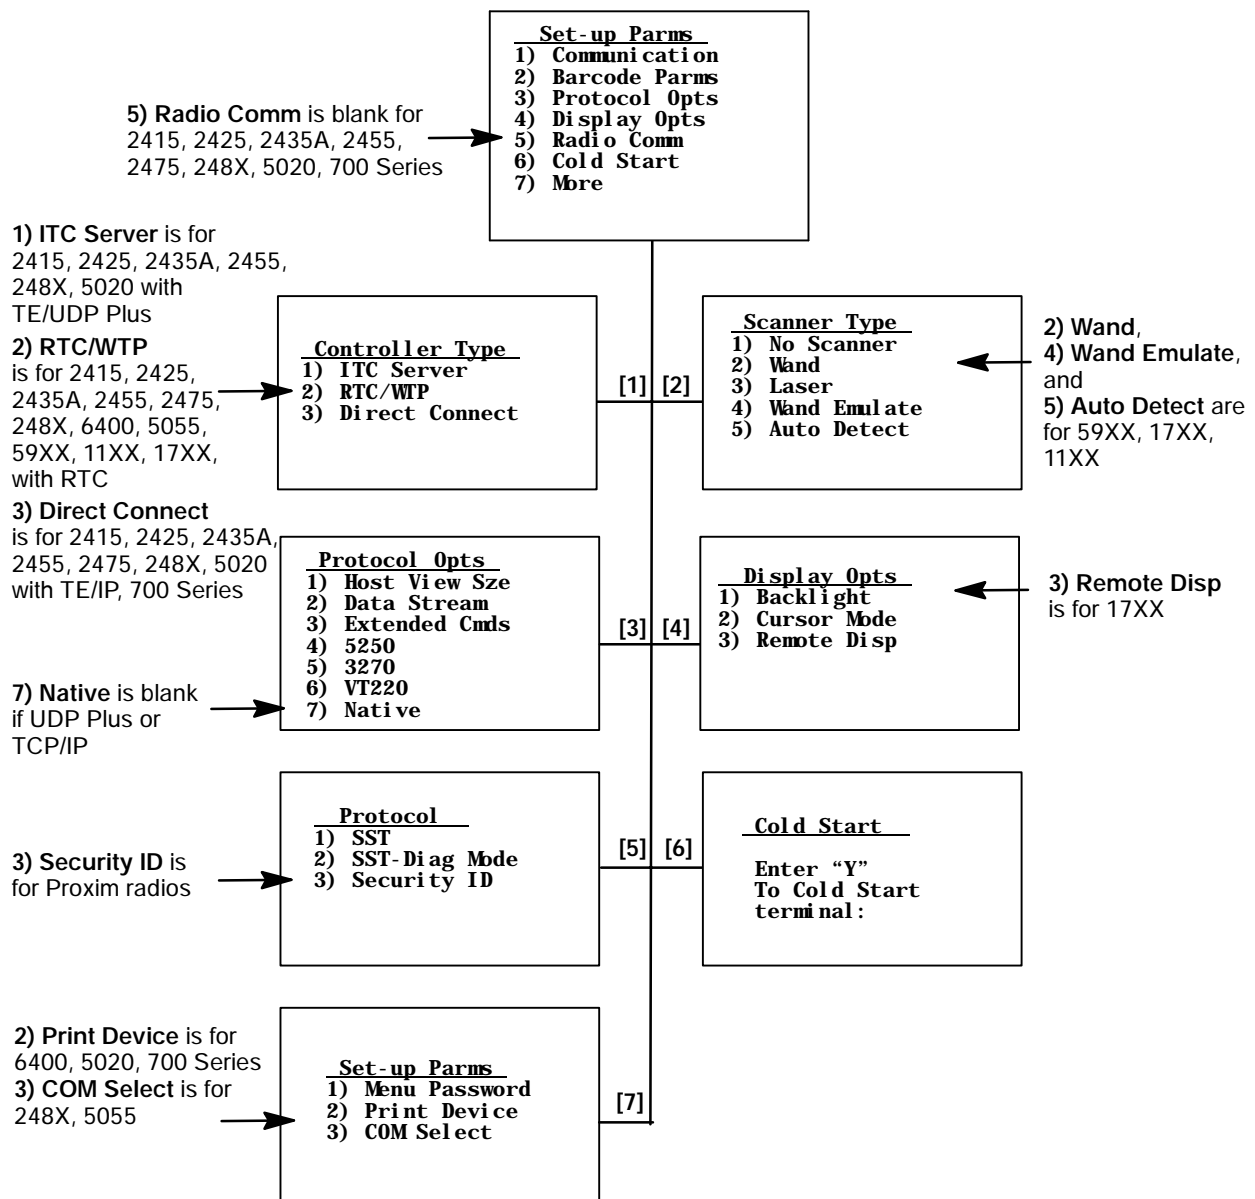 Set-up Parms
1) Communication
2) Barcode Parms
3) Protocol Opts
4) Display Opts
5) Radio Comm
6) Cold Start
7) More
5) Radio Comm is blank for
2415, 2425, 2435A, 2455,
2475, 248X, 5020, 700 Series
1) ITC Server is for
2415, 2425, 2435A, 2455,
248X, 5020 with
TE/UDP Plus
2) RTC/WTP
is for 2415, 2425,
2435A, 2455, 2475,
248X, 6400, 5055,
59XX, 11XX, 17XX,
with RTC
3) Direct Connect
is for 2415, 2425, 2435A,
2455, 2475, 248X, 5020
with TE/IP, 700 Series
Controller Type
1) ITC Server
2) RTC/WTP
3) Direct Connect
[1] [2]
Scanner Type
1) No Scanner
2) Wand
3) Laser
4) Wand Emulate
5) Auto Detect
2) Wand,
4) Wand Emulate,
and
5) Auto Detect are
for 59XX, 17XX,
11XX
Protocol Opts
1) Host View Sze
2) Data Stream
3) Extended Cmds
4) 5250
5) 3270
6) VT220
7) Native
7) Native is blank
if UDP Plus or
TCP/IP
[3] [4]
Display Opts
1) Backlight
2) Cursor Mode
3) Remote Disp
3) Remote Disp
is for 17XX
Protocol
1) SST
2) SST-Diag Mode
3) Security ID
3) Security ID is
for Proxim radios
[5] [6]
Cold Start
Enter “Y”
To Cold Start
terminal:
2) Print Device is for
6400, 5020, 700 Series
3) COM Select is for
248X, 5055
Set-up Parms
1) Menu Password
2) Print Device
3) COM Select
[7]